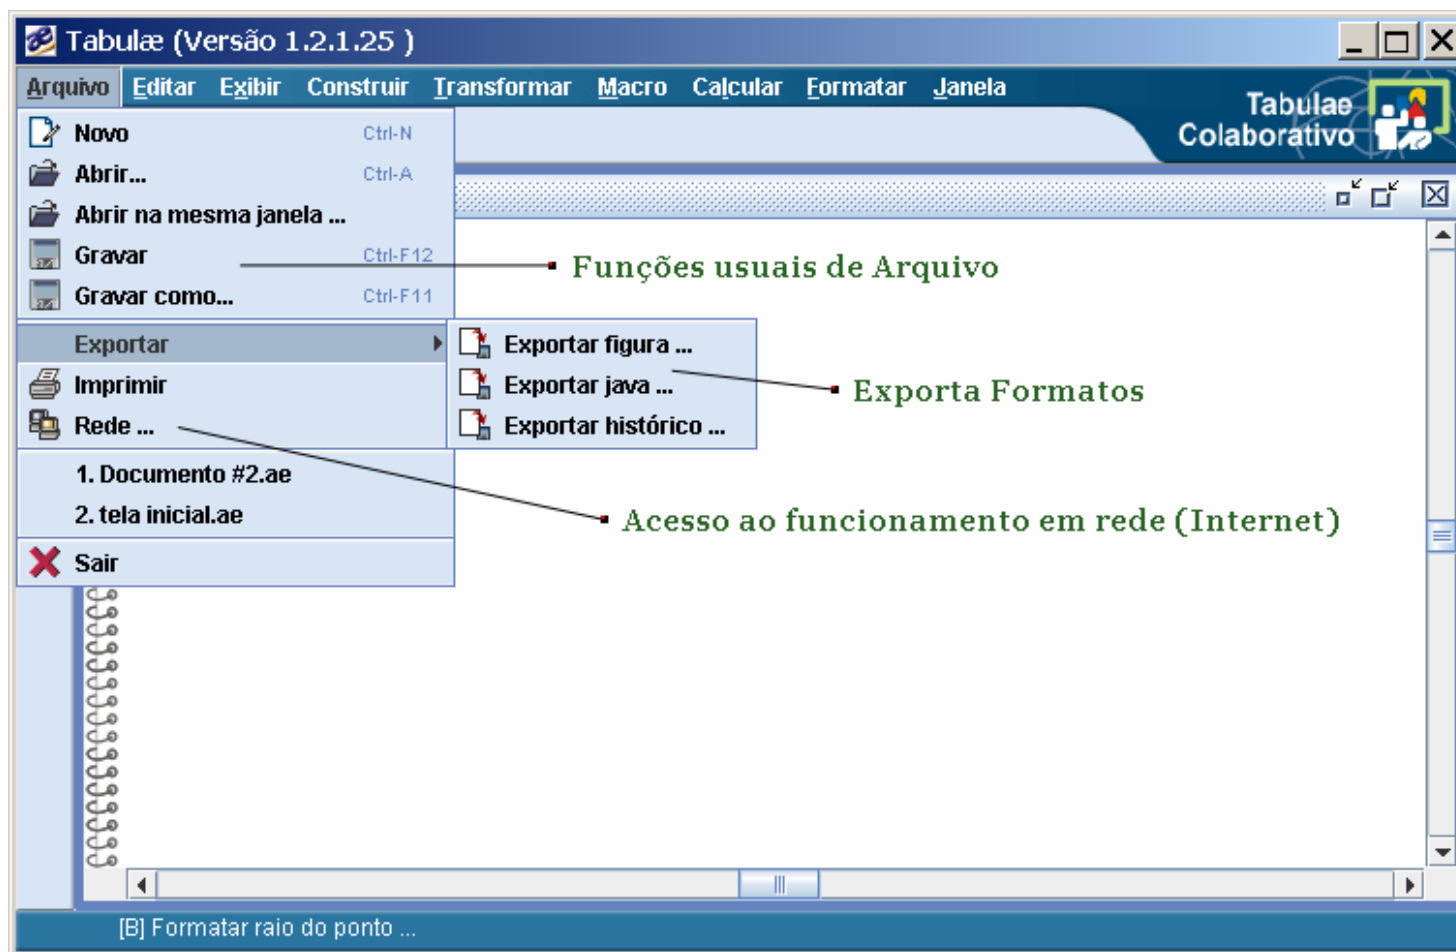 Tabulæ (Versão 1.2.1.25 )
Arquivo Editar Exibir Construir Transformar Macro Calcular Formatar Janela
Tabulae
Colaborativo
Novo Ctrl-N
Abrir... Ctrl-A
Abrir na mesma janela ...
Gravar Ctrl-F12
Funções usuais de Arquivo
Gravar como... Ctrl-F11
Exportar
Exportar figura ...
Imprimir
Exportar java ...
Exporta Formatos
Rede ...
Exportar histórico ...
1. Documento #2.ae
2. tela inicial.ae
Acesso ao funcionamento em rede (Internet)
Sair
[B] Formatar raio do ponto ...